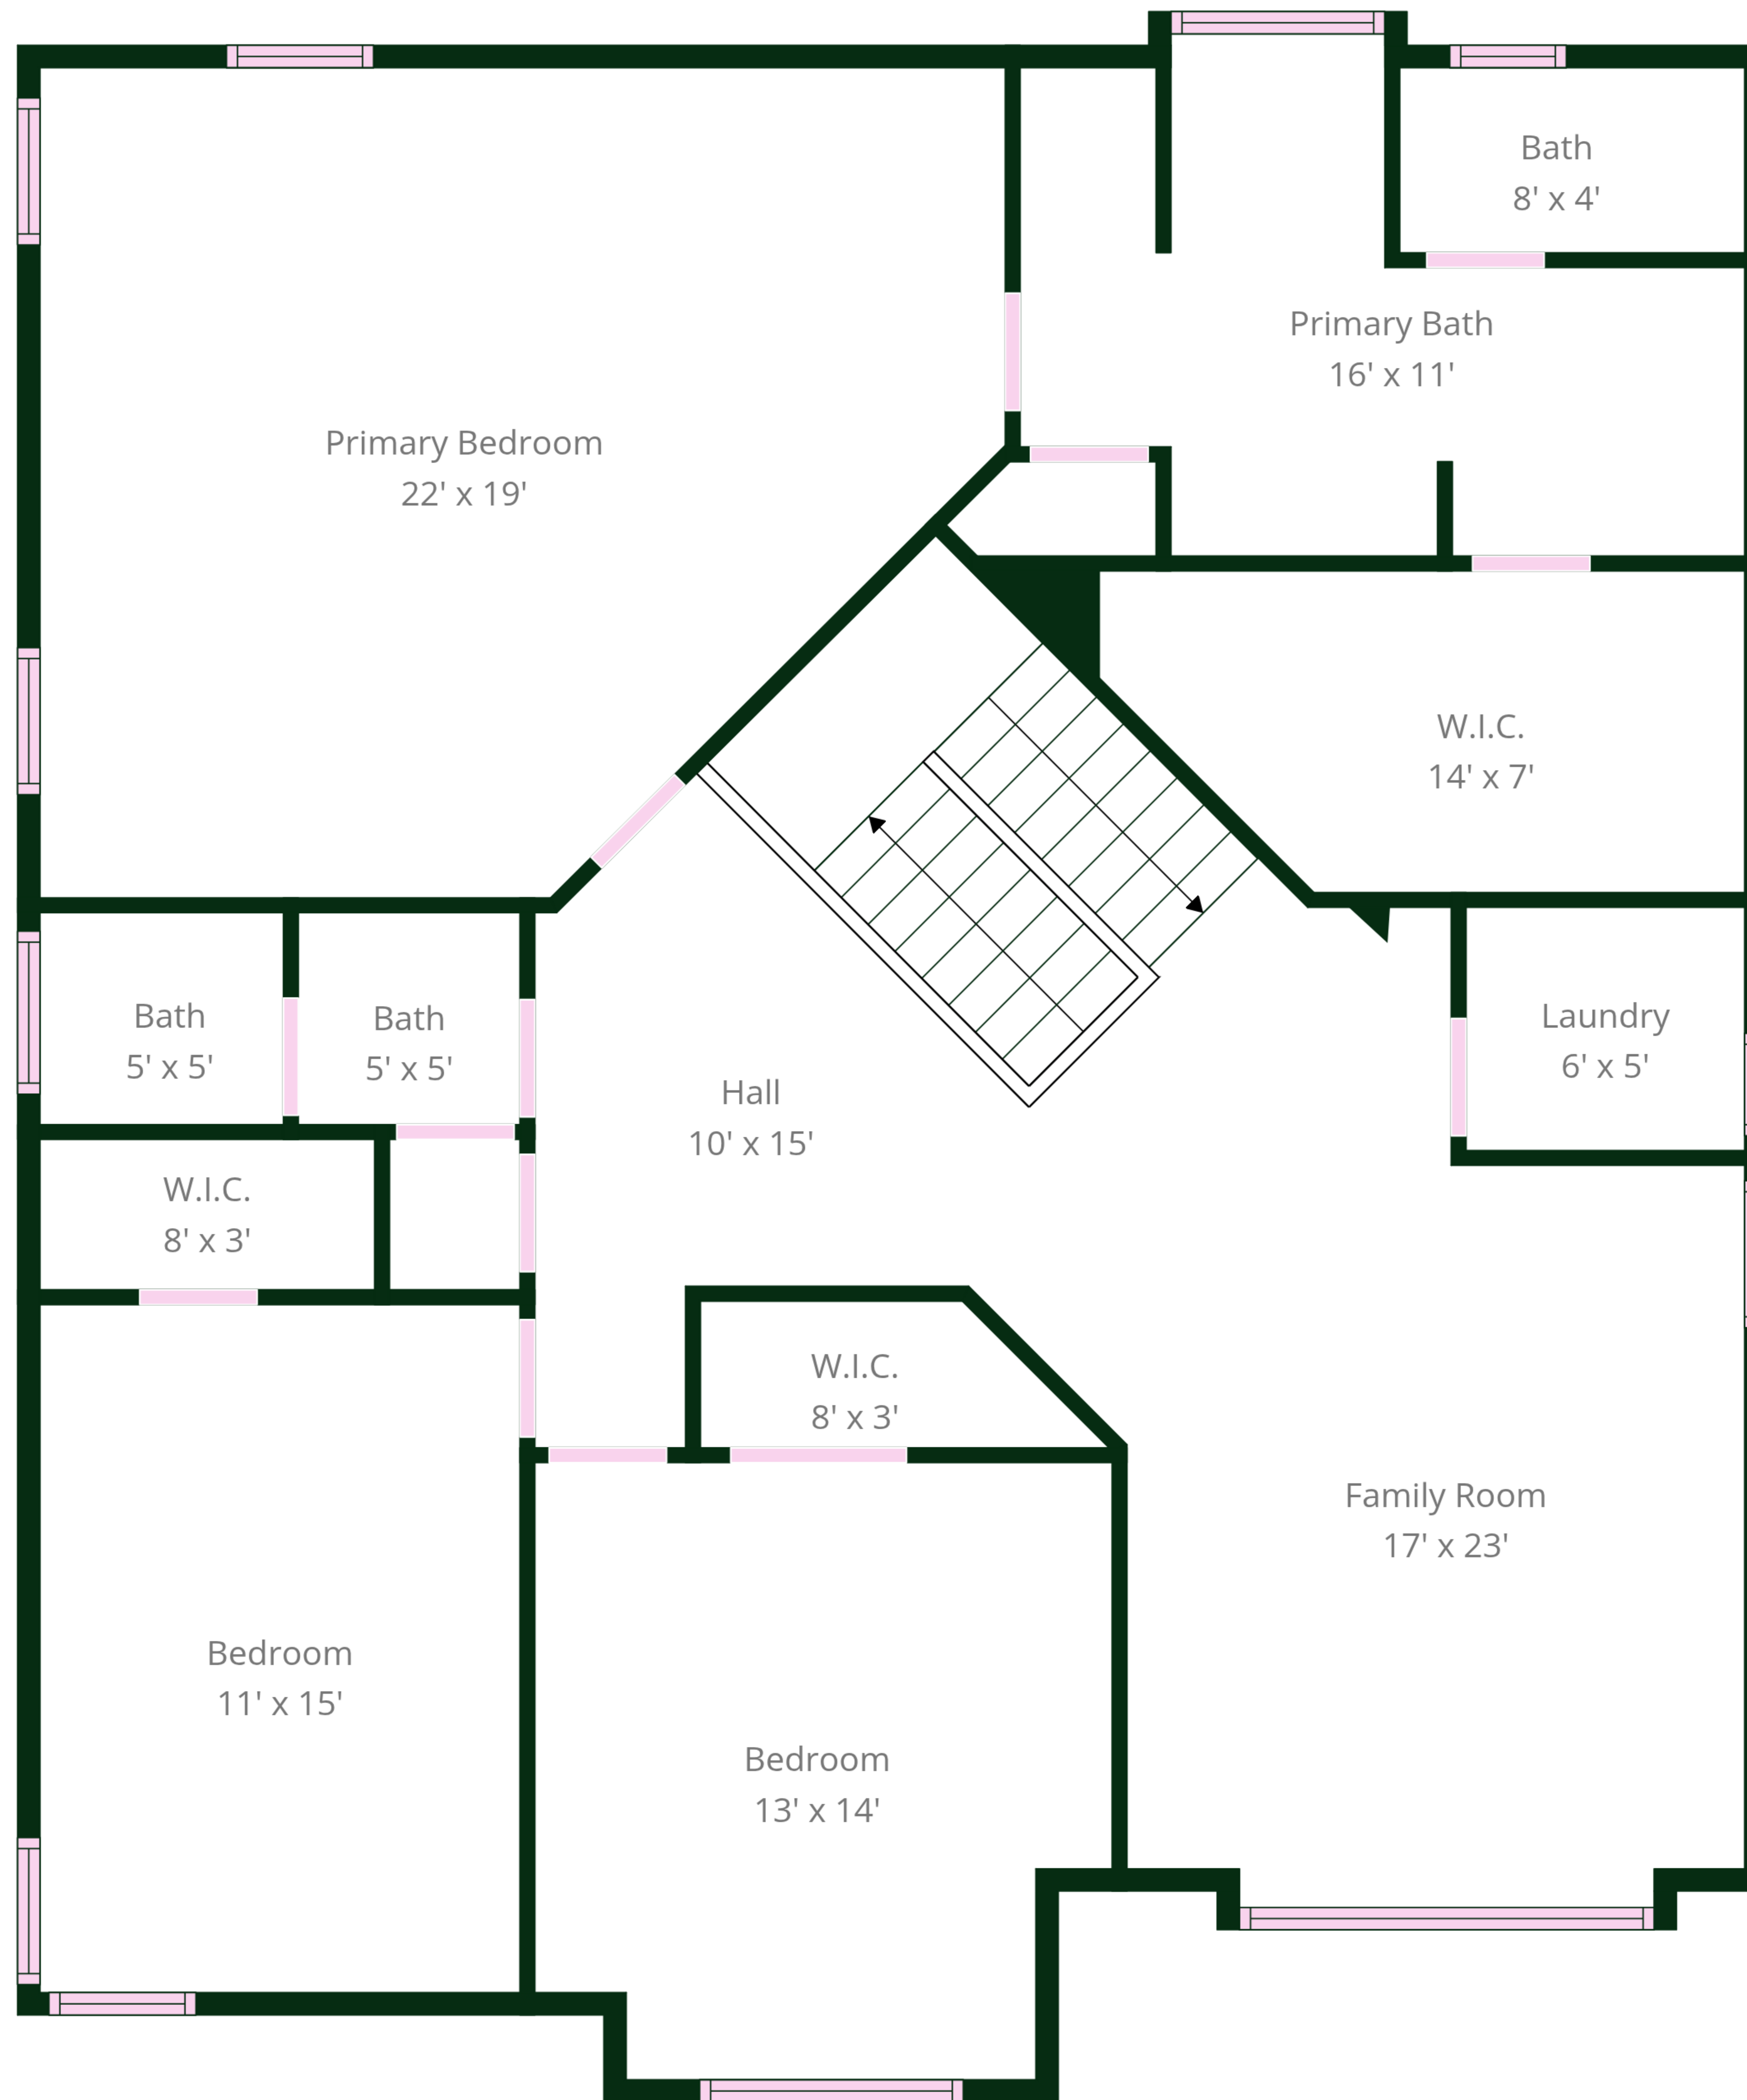 Bath
8' x 4'
Primary Bath
16' x 11'
Primary Bedroom
22' x 19'
W.I.C.
14' x 7'
Bath
5' x 5'
Bath
5' x 5'
Laundry
6' x 5'
Hall
10' x 15'
W.I.C.
8' x 3'
W.I.C.
8' x 3'
Family Room
17' x 23'
Bedroom
11' x 15'
Bedroom
13' x 14'